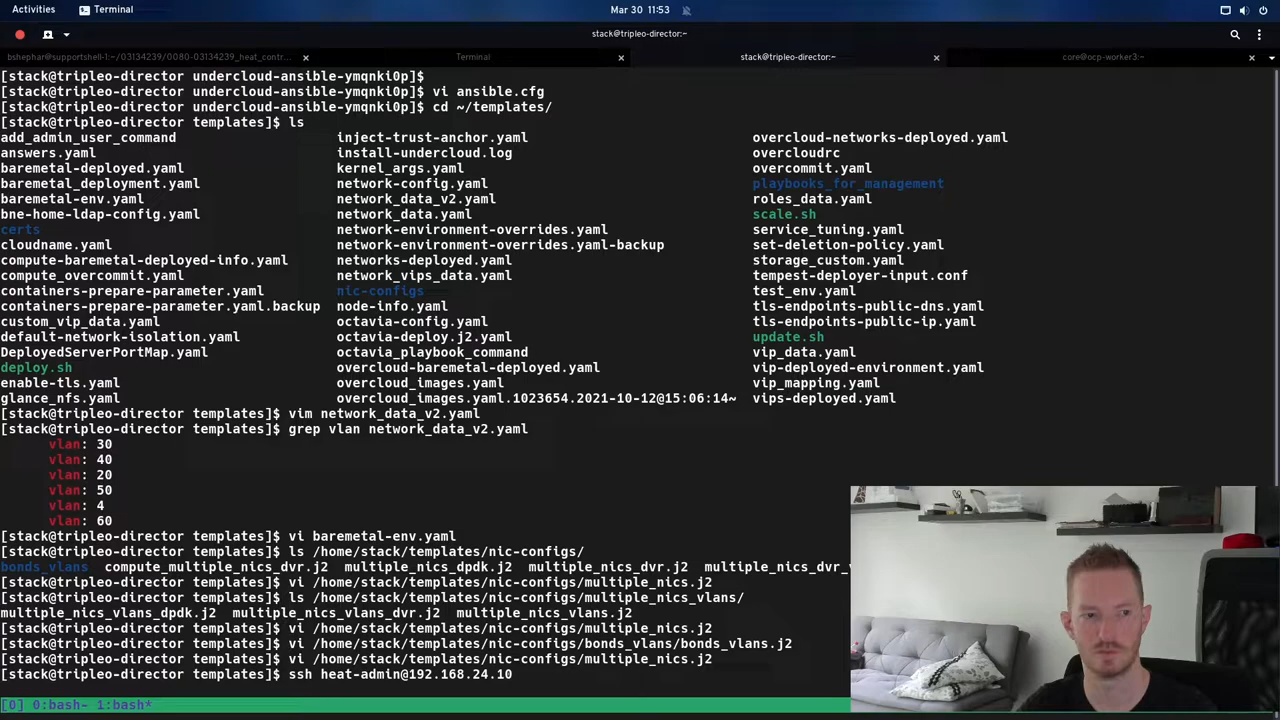 Activities Terminal Mar 30 11:53
stack@tripleo-director:~
bshephar@supportshell-1:~/03134239/0080-03134239_heat_contr... Terminal stack@tripleo-director:~ core@ocp-worker3:~
[stack@tripleo-director undercloud-ansible-ymqnki0p]$
[stack@tripleo-director undercloud-ansible-ymqnki0p]$ vi ansible.cfg
[stack@tripleo-director undercloud-ansible-ymqnki0p]$ cd ~/templates/
[stack@tripleo-director templates]$ ls
add_admin_user_command inject-trust-anchor.yaml overcloud-networks-deployed.yaml
answers.yaml install-undercloud.log overcloudrc
baremetal-deployed.yaml kernel_args.yaml overcommit.yaml
baremetal_deployment.yaml network-config.yaml playbooks_for_management
baremetal-env.yaml network_data_v2.yaml roles_data.yaml
bne-home-ldap-config.yaml network_data.yaml scale.sh
certs network-environment-overrides.yaml service_tuning.yaml
cloudname.yaml network-environment-overrides.yaml-backup set-deletion-policy.yaml
compute-baremetal-deployed-info.yaml networks-deployed.yaml storage_custom.yaml
compute_overcommit.yaml network_vips_data.yaml tempest-deployer-input.conf
containers-prepare-parameter.yaml nic-configs test_env.yaml
containers-prepare-parameter.yaml.backup node-info.yaml tls-endpoints-public-dns.yaml
custom_vip_data.yaml octavia-config.yaml tls-endpoints-public-ip.yaml
default-network-isolation.yaml octavia-deploy.j2.yaml update.sh
DeployedServerPortMap.yaml octavia_playbook_command vip_data.yaml
deploy.sh overcloud-baremetal-deployed.yaml vip-deployed-environment.yaml
enable-tls.yaml overcloud_images.yaml vip_mapping.yaml
glance_nfs.yaml overcloud_images.yaml.1023654.2021-10-12@15:06:14~ vips-deployed.yaml
[stack@tripleo-director templates]$ vim network_data_v2.yaml
[stack@tripleo-director templates]$ grep vlan network_data_v2.yaml
vlan: 30
vlan: 40
vlan: 20
vlan: 50
vlan: 4
vlan: 60
[stack@tripleo-director templates]$ vi baremetal-env.yaml
[stack@tripleo-director templates]$ ls /home/stack/templates/nic-configs/
bonds_vlans compute_multiple_nics_dvr.j2 multiple_nics_dpdk.j2 multiple_nics_dvr.j2 multiple_nics_dvr_v
[stack@tripleo-director templates]$ vi /home/stack/templates/nic-configs/multiple_nics.j2
[stack@tripleo-director templates]$ ls /home/stack/templates/nic-configs/multiple_nics_vlans/
multiple_nics_vlans_dpdk.j2 multiple_nics_vlans_dvr.j2 multiple_nics_vlans.j2
[stack@tripleo-director templates]$ vi /home/stack/templates/nic-configs/multiple_nics.j2
[stack@tripleo-director templates]$ vi /home/stack/templates/nic-configs/bonds_vlans/bonds_vlans.j2
[stack@tripleo-director templates]$ vi /home/stack/templates/nic-configs/multiple_nics.j2
[stack@tripleo-director templates]$ ssh heat-admin@192.168.24.10
[0] 0:bash- 1:bash*